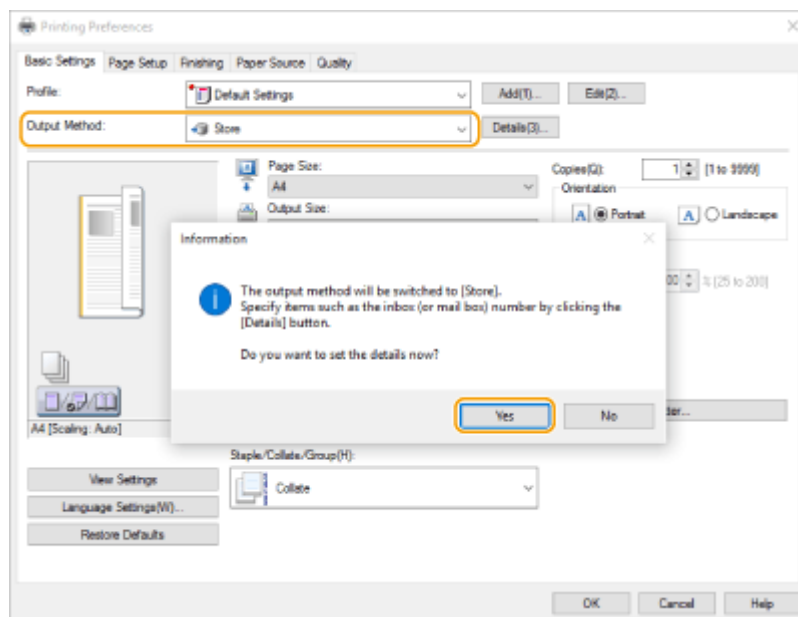 Printing Preferences
Basic Settings Page Setup Finishing Paper Source Quality
Profile: Default Settings Add(1)... Edit(2)...
Output Method: Store Details(3)...
Page Size:
A4
Copies(Q): 1 [1 to 9999]
Orientation
Output Size:
A Portrait A Landscape
Information
The output method will be switched to [Store].
Specify items such as the inbox (or mail box) number by clicking the
[Details] button.
Do you want to set the details now?
00 % [25 to 200]
Yes No
A4 [Scaling: Auto]
Staple/Collate/Group(H):
View Settings
Collate
Language Settings(W)...
Restore Defaults
OK Cancel Help